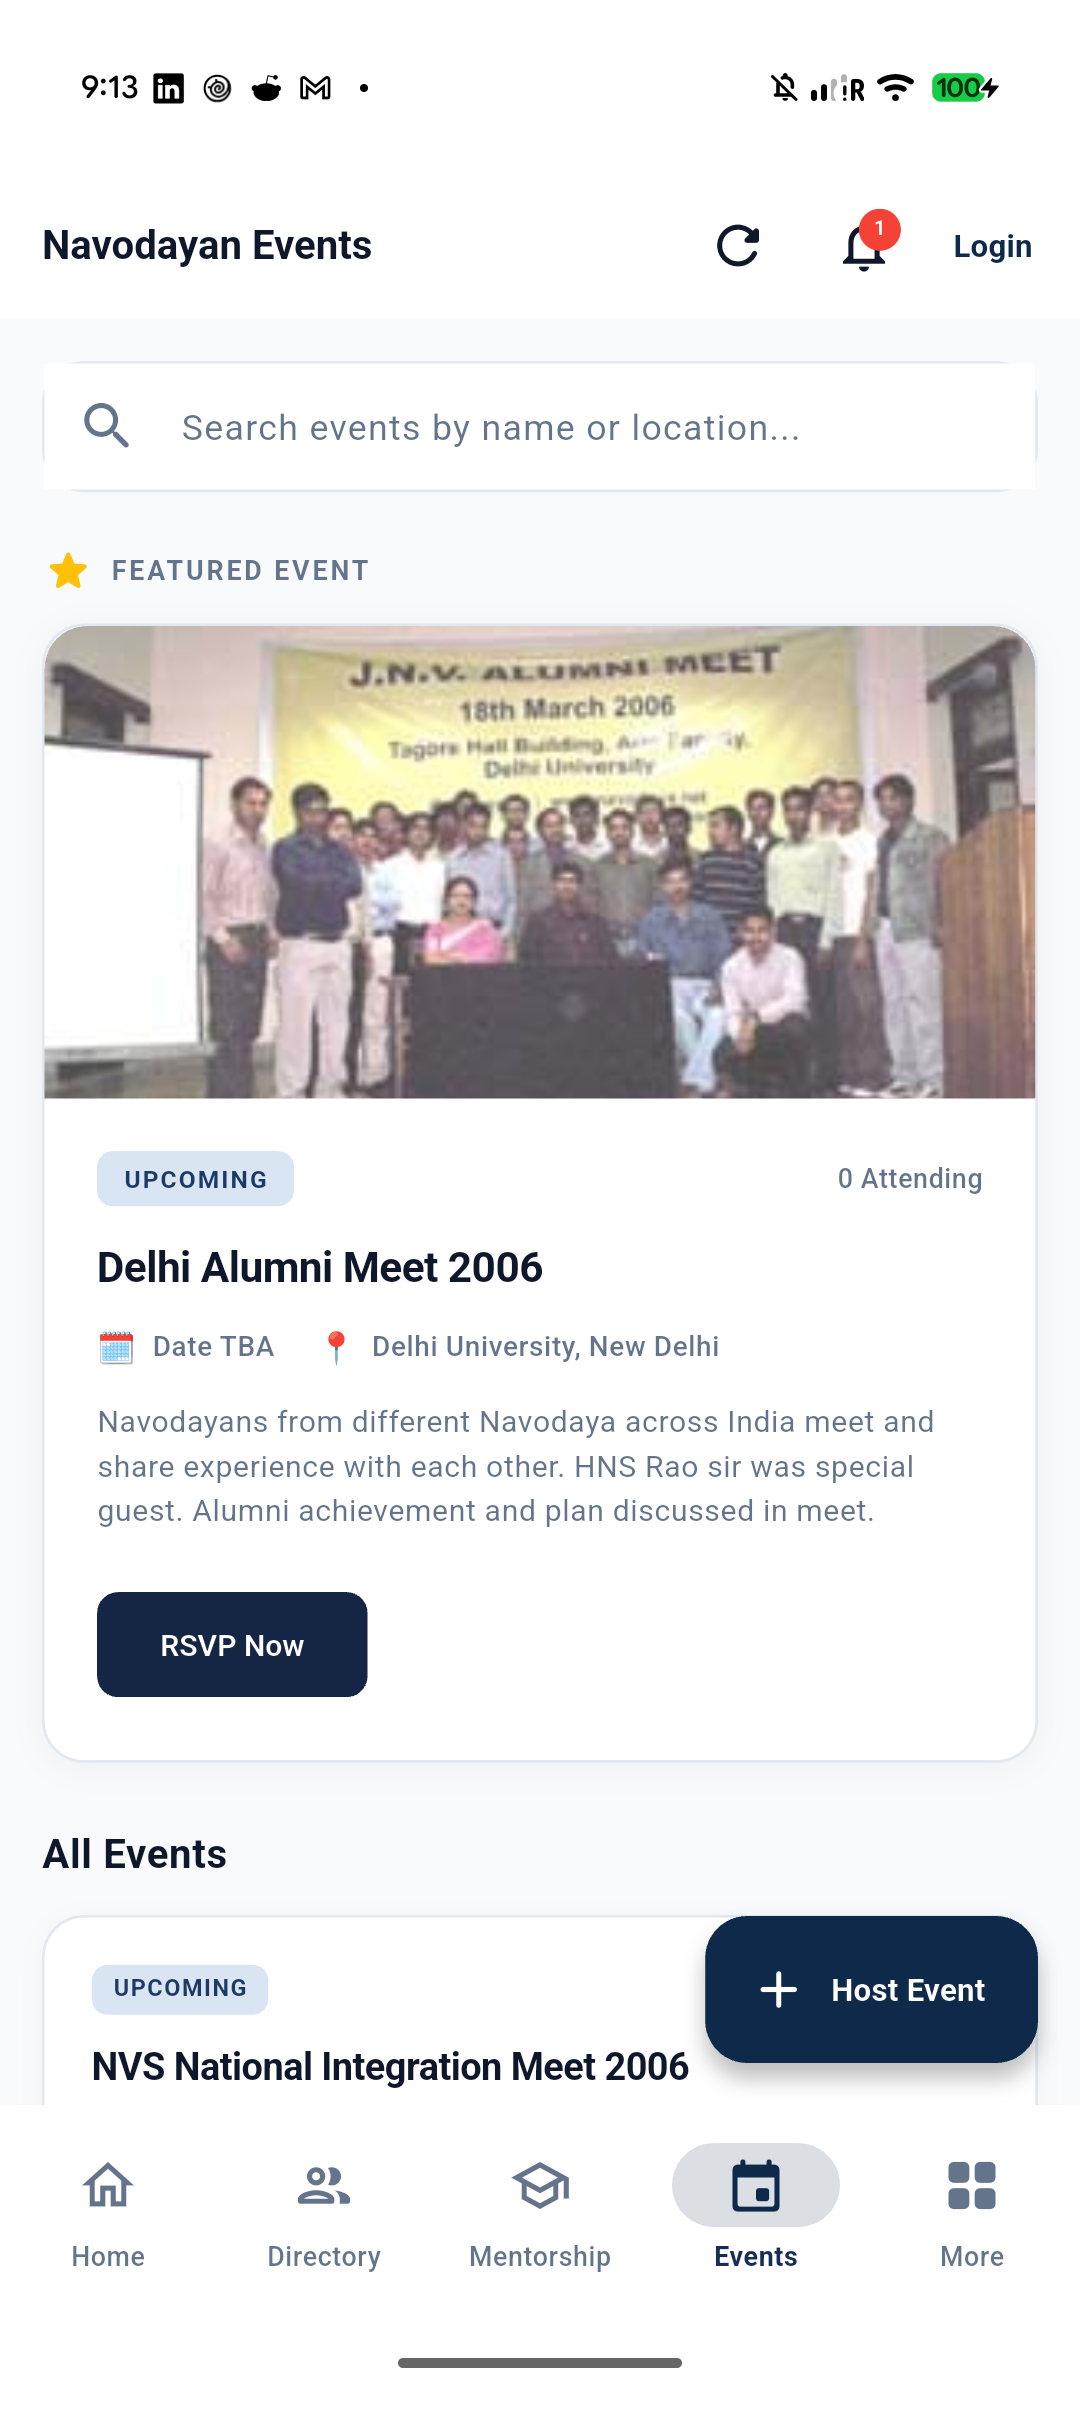 9:13
R
100
Navodayan Events
1
Login
Search events by name or location...
FEATURED EVENT
J.N.V. ALUMNI MEET
18th March 2006
Tagore Hall Building,
Delhi University
UPCOMING
0 Attending
Delhi Alumni Meet 2006
Date TBA
Delhi University, New Delhi
Navodayans from different Navodaya across India meet and
share experience with each other. HNS Rao sir was special
guest. Alumni achievement and plan discussed in meet.
RSVP Now
All Events
UPCOMING
Host Event
NVS National Integration Meet 2006
Home
Directory
Mentorship
Events
More